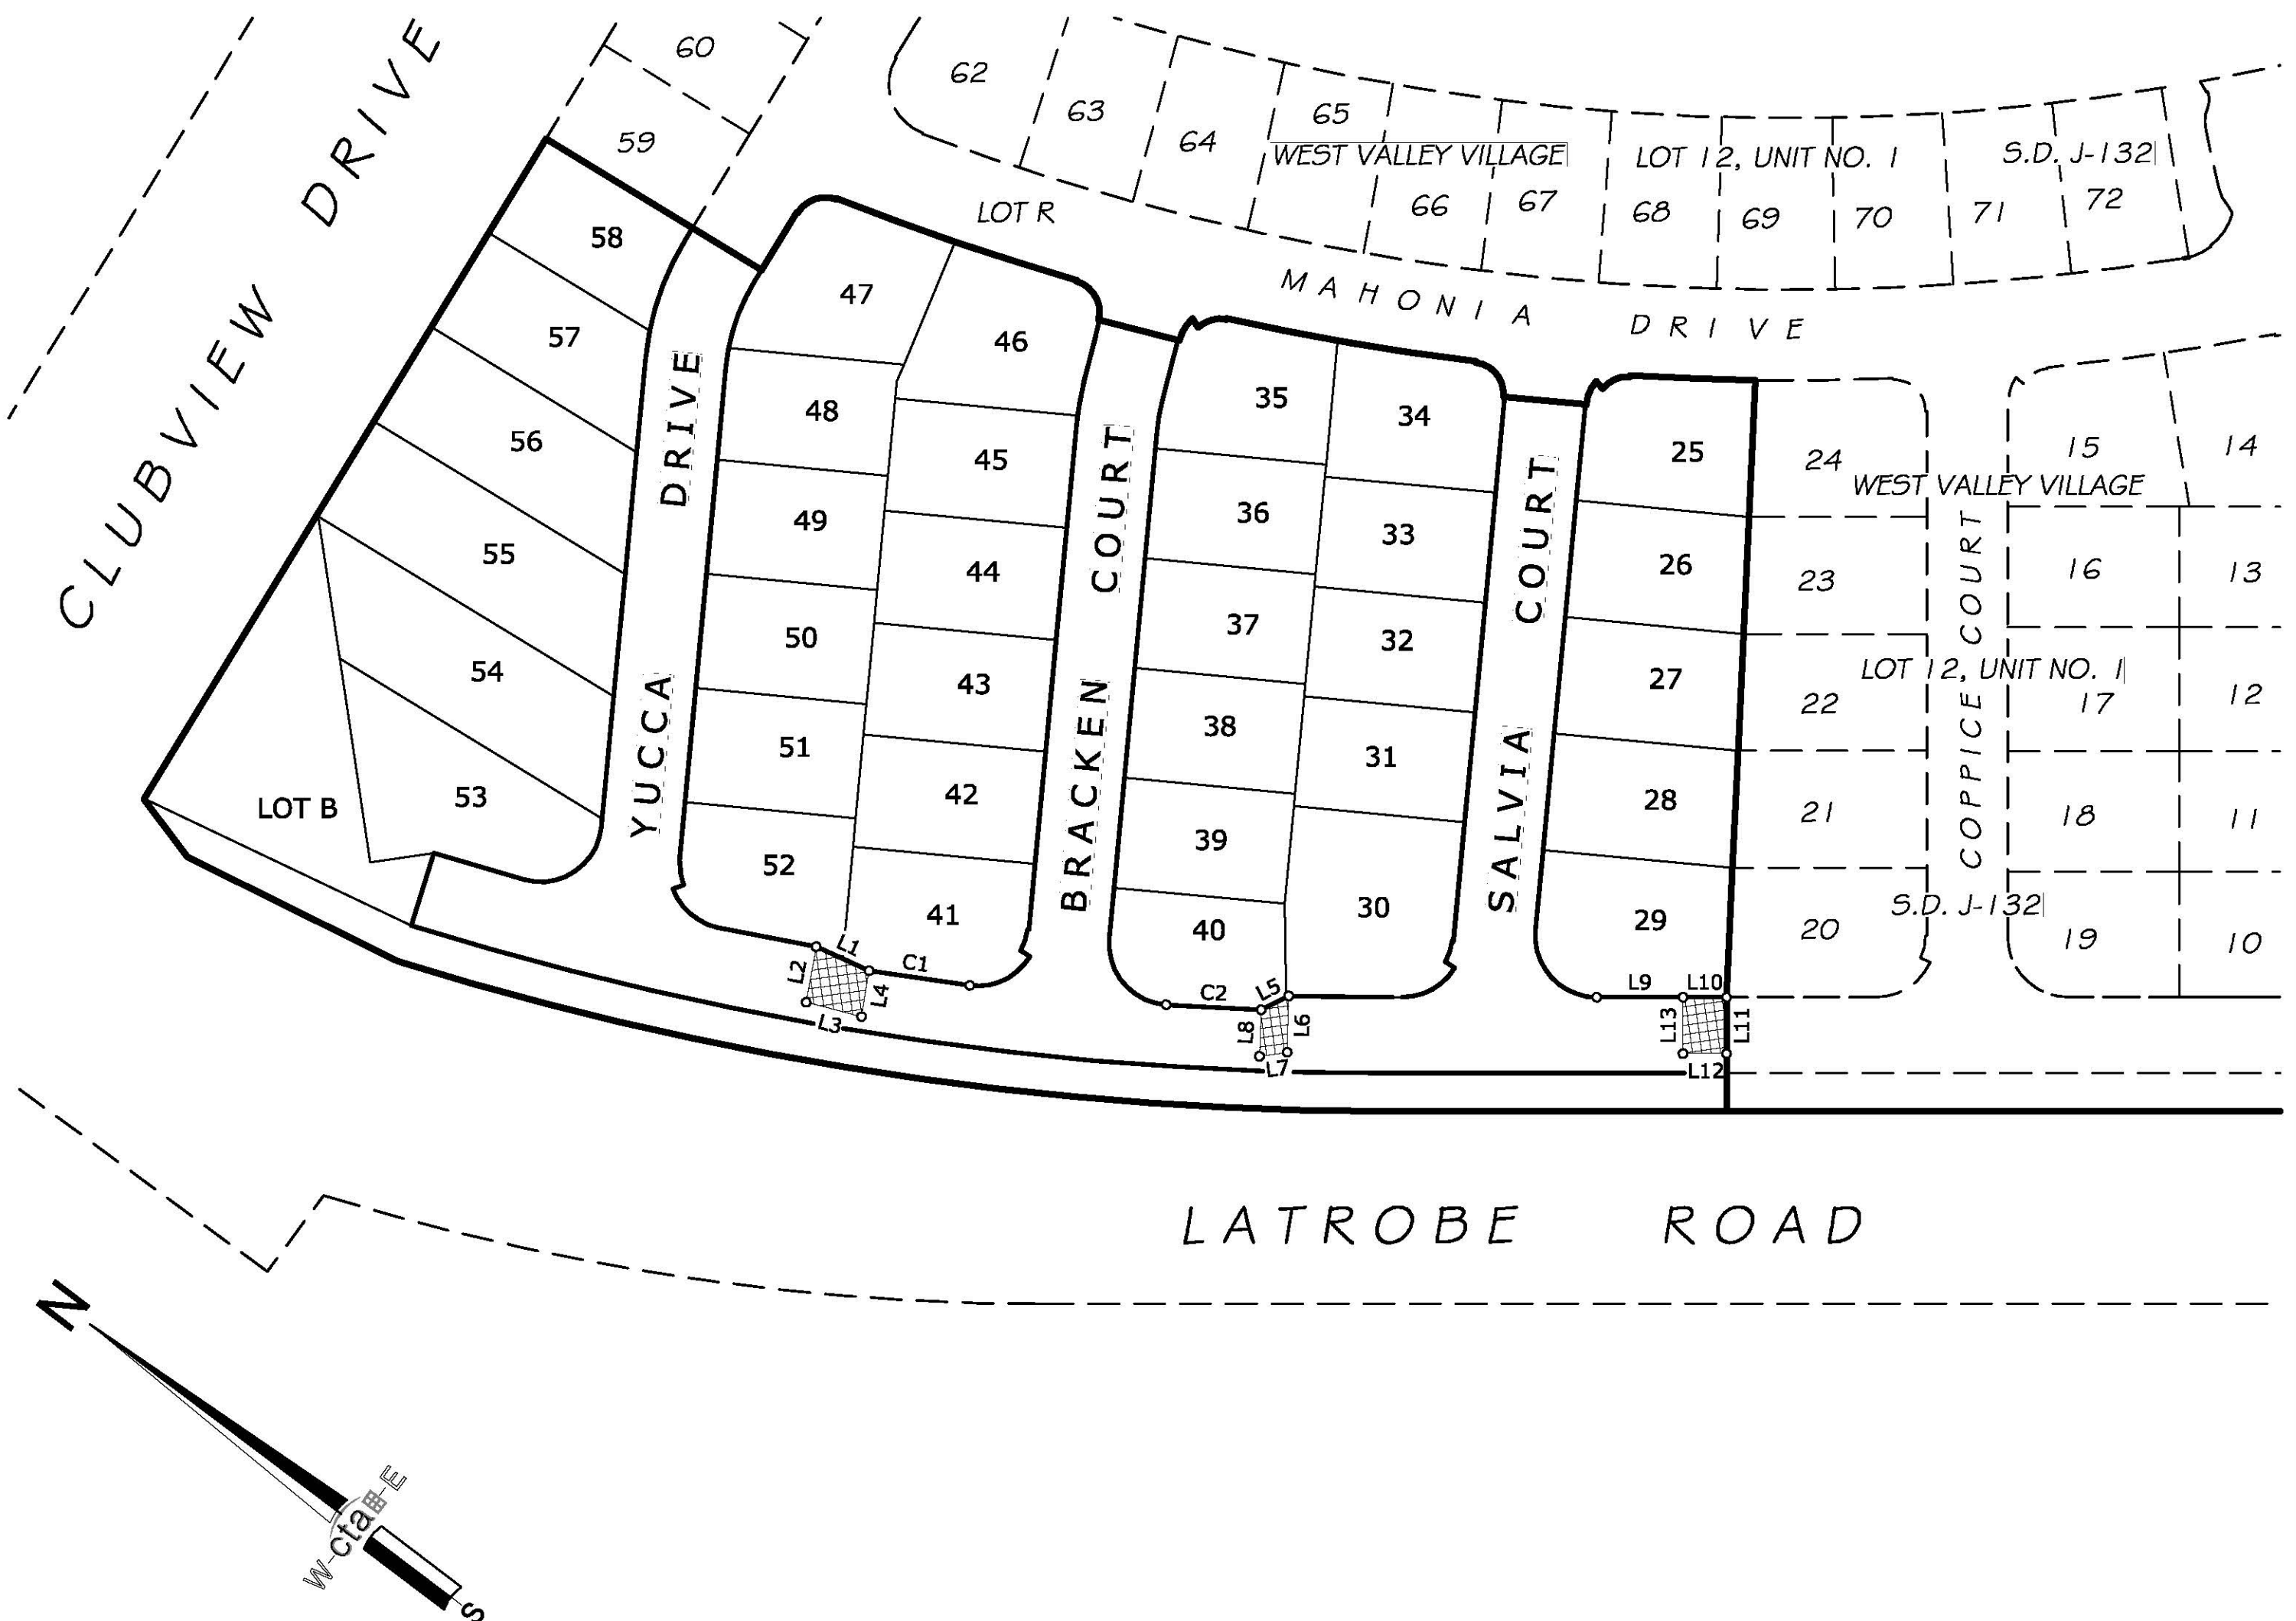 60
59
62
63
64
65
WEST VALLEY VILLAGE
LOT 12, UNIT NO. 1
S.D. J-132
66
67
68
69
70
71
72
LOT R
MAHONIA DRIVE
CLUBVIEW DRIVE
58
57
56
55
54
53
LOT B
YUCCA DRIVE
47
48
49
50
51
52
46
45
44
43
42
41
BRACKEN COURT
35
36
37
38
39
40
34
33
32
31
30
SALVIA COURT
25
26
27
28
29
24
23
22
21
20
WEST VALLEY VILLAGE
LOT 12, UNIT NO. 1
S.D. J-132
COPPICE COURT
15
16
17
18
19
14
13
12
11
10
L1
L2
L3
L4
C1
C2
L5
L6
L7
L8
L9
L10
L11
L12
L13
LATROBE ROAD
N
W cta E
S